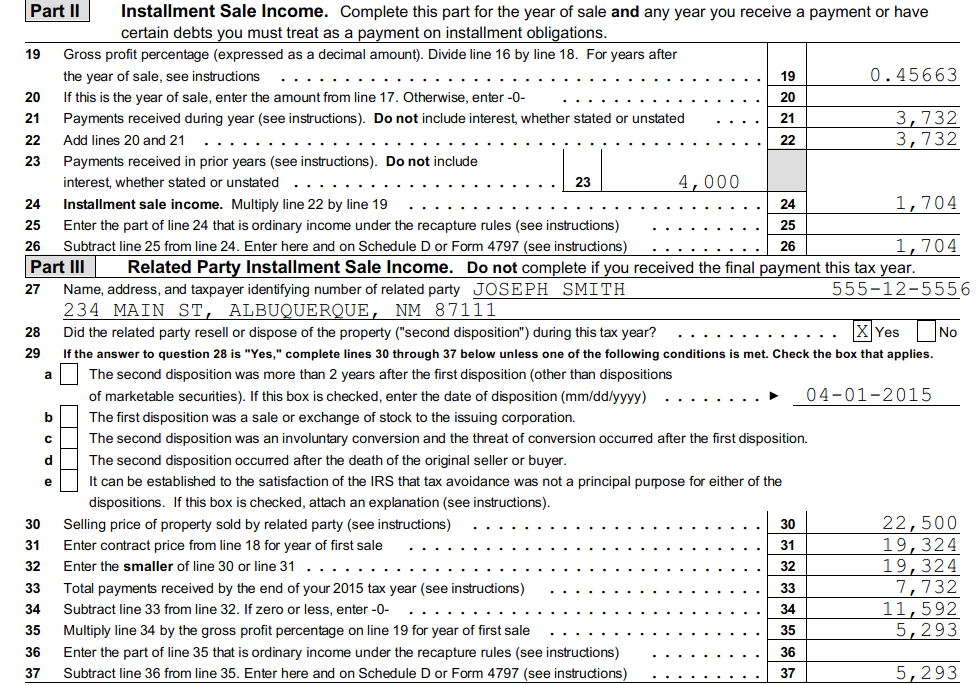 Part II Installment Sale Income. Complete this part for the year of sale and any year you receive a payment or have
certain debts you must treat as a payment on installment obligations.
19 Gross profit percentage (expressed as a decimal amount). Divide line 16 by line 18. For years after
the year of sale, see instructions . . . . . . . . . . . . . . . . . . . . . . . . . . . . . . . . . . . . 19 0.45663
20 If this is the year of sale, enter the amount from line 17. Otherwise, enter -0- . . . . . . . . . . . . . . . 20
21 Payments received during year (see instructions). Do not include interest, whether stated or unstated . . . . 21 3,732
22 Add lines 20 and 21 . . . . . . . . . . . . . . . . . . . . . . . . . . . . . . . . . . . . . . . . . . 22 3,732
23 Payments received in prior years (see instructions). Do not include
interest, whether stated or unstated . . . . . . . . . . . . . . . . . . . . 23 4,000
24 Installment sale income. Multiply line 22 by line 19 . . . . . . . . . . . . . . . . . . . . . . . . . . . 24 1,704
25 Enter the part of line 24 that is ordinary income under the recapture rules (see instructions) . . . . . . . . . 25
26 Subtract line 25 from line 24. Enter here and on Schedule D or Form 4797 (see instructions) . . . . . . . . . 26 1,704
Part III Related Party Installment Sale Income. Do not complete if you received the final payment this tax year.
27 Name, address, and taxpayer identifying number of related party JOSEPH SMITH 555-12-5556
234 MAIN ST, ALBUQUERQUE, NM 87111
28 Did the related party resell or dispose of the property ("second disposition") during this tax year? . . . . . . . . . . . . . X Yes No
29 If the answer to question 28 is "Yes," complete lines 30 through 37 below unless one of the following conditions is met. Check the box that applies.
a The second disposition was more than 2 years after the first disposition (other than dispositions
of marketable securities). If this box is checked, enter the date of disposition (mm/dd/yyyy) . . . . . . . . ► 04-01-2015
b The first disposition was a sale or exchange of stock to the issuing corporation.
c The second disposition was an involuntary conversion and the threat of conversion occurred after the first disposition.
d The second disposition occurred after the death of the original seller or buyer.
e It can be established to the satisfaction of the IRS that tax avoidance was not a principal purpose for either of the
dispositions. If this box is checked, attach an explanation (see instructions).
30 Selling price of property sold by related party (see instructions) . . . . . . . . . . . . . . . . . . . . . . 30 22,500
31 Enter contract price from line 18 for year of first sale . . . . . . . . . . . . . . . . . . . . . . . . . . . 31 19,324
32 Enter the smaller of line 30 or line 31 . . . . . . . . . . . . . . . . . . . . . . . . . . . . . . . . . . 32 19,324
33 Total payments received by the end of your 2015 tax year (see instructions) . . . . . . . . . . . . . . . . 33 7,732
34 Subtract line 33 from line 32. If zero or less, enter -0- . . . . . . . . . . . . . . . . . . . . . . . . . . . 34 11,592
35 Multiply line 34 by the gross profit percentage on line 19 for year of first sale . . . . . . . . . . . . . . . . 35 5,293
36 Enter the part of line 35 that is ordinary income under the recapture rules (see instructions) . . . . . . . . . 36
37 Subtract line 36 from line 35. Enter here and on Schedule D or Form 4797 (see instructions) . . . . . . . . . 37 5,293